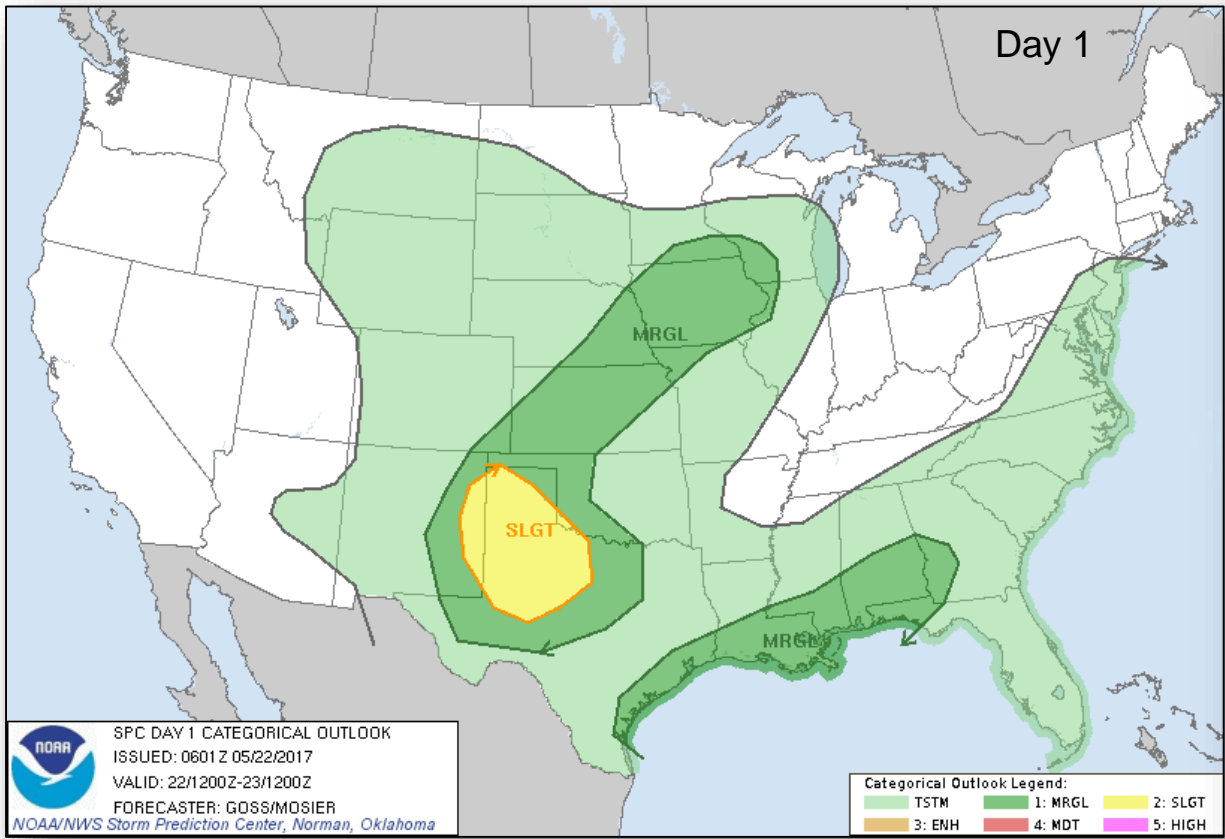 Day 1
MRGL
SLGT
MRGL
NOAA
SPC DAY 1 CATEGORICAL OUTLOOK
ISSUED: 0601Z 05/22/2017
VALID: 22/1200Z-23/1200Z
FORECASTER: GOSS/MOSIER
NOAA/NWS Storm Prediction Center, Norman, Oklahoma
Categorical Outlook Legend:
TSTM 1: MRGL 2: SLGT
3: ENH 4: MDT 5: HIGH